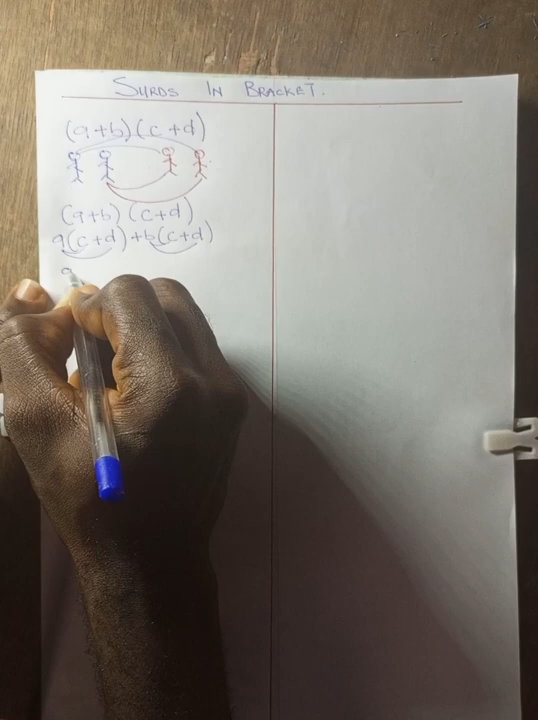 SURDS IN BRACKET.
(a+b)(c+d)
(a+b)(c+d)
a(c+d)+b(c+d)
a